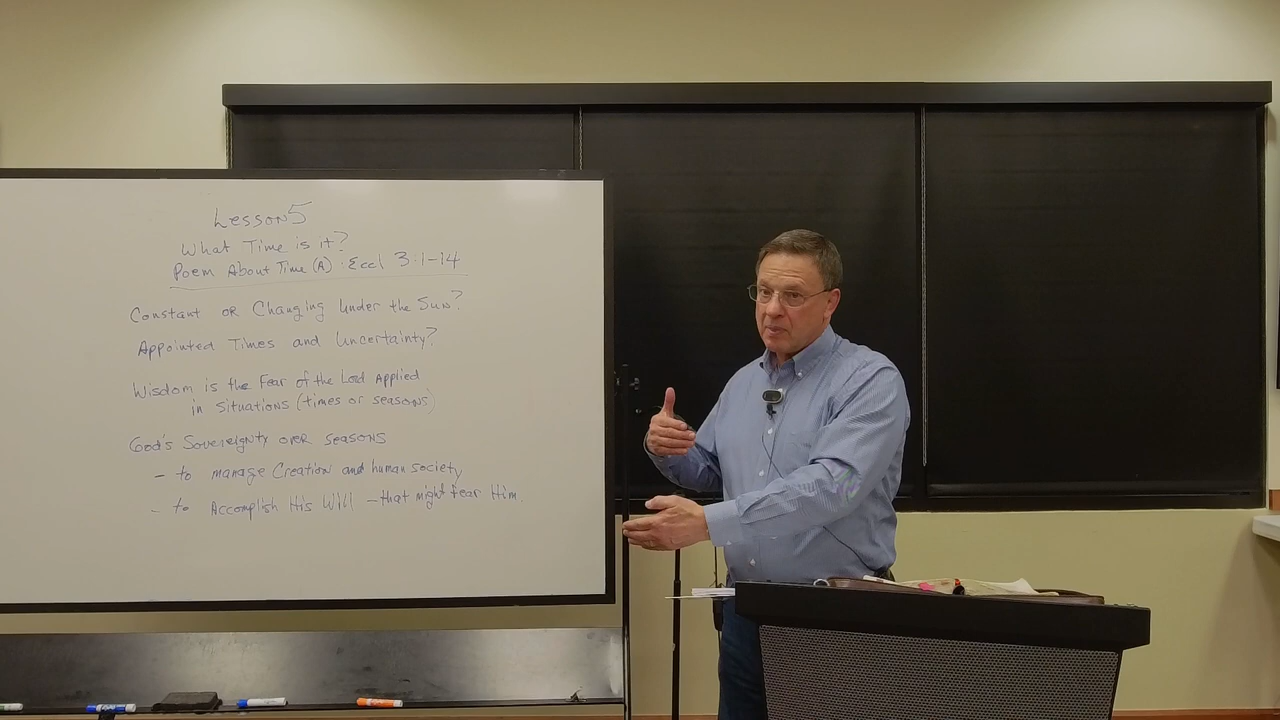 Lesson 5
What Time is it?
Poem About Time (A) : Eccl 3:1-14
Constant or Changing under the Sun?
Appointed Times and Uncertainty?
Wisdom is the Fear of the Lord Applied
in Situations (times or seasons)
God's Sovereignty over seasons
- to manage Creation and human society
- to Accomplish His Will - that might fear Him.